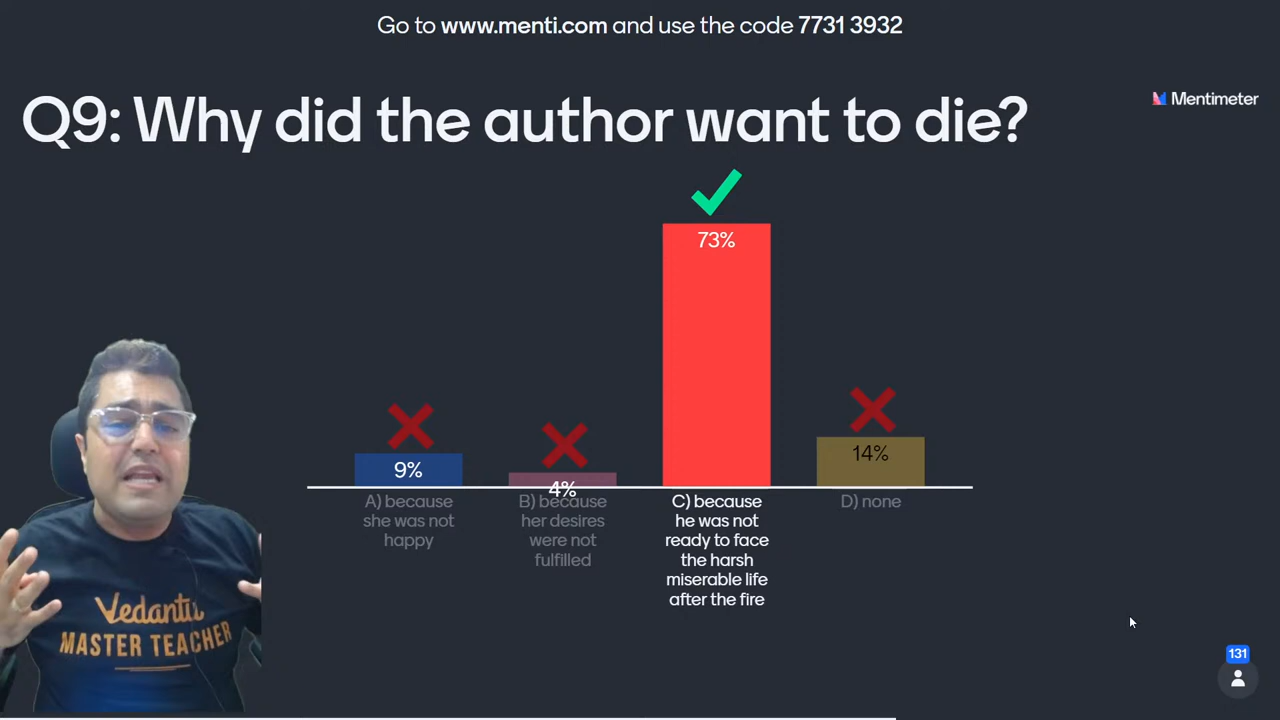 Go to www.menti.com and use the code 7731 3932
Q9: Why did the author want to die?
Mentimeter
73%
9%
4%
14%
A) because
she was not
happy
B) because
her desires
were not
fulfilled
C) because
he was not
ready to face
the harsh
miserable life
after the fire
D) none
Vedantu
MASTER TEACHER
131